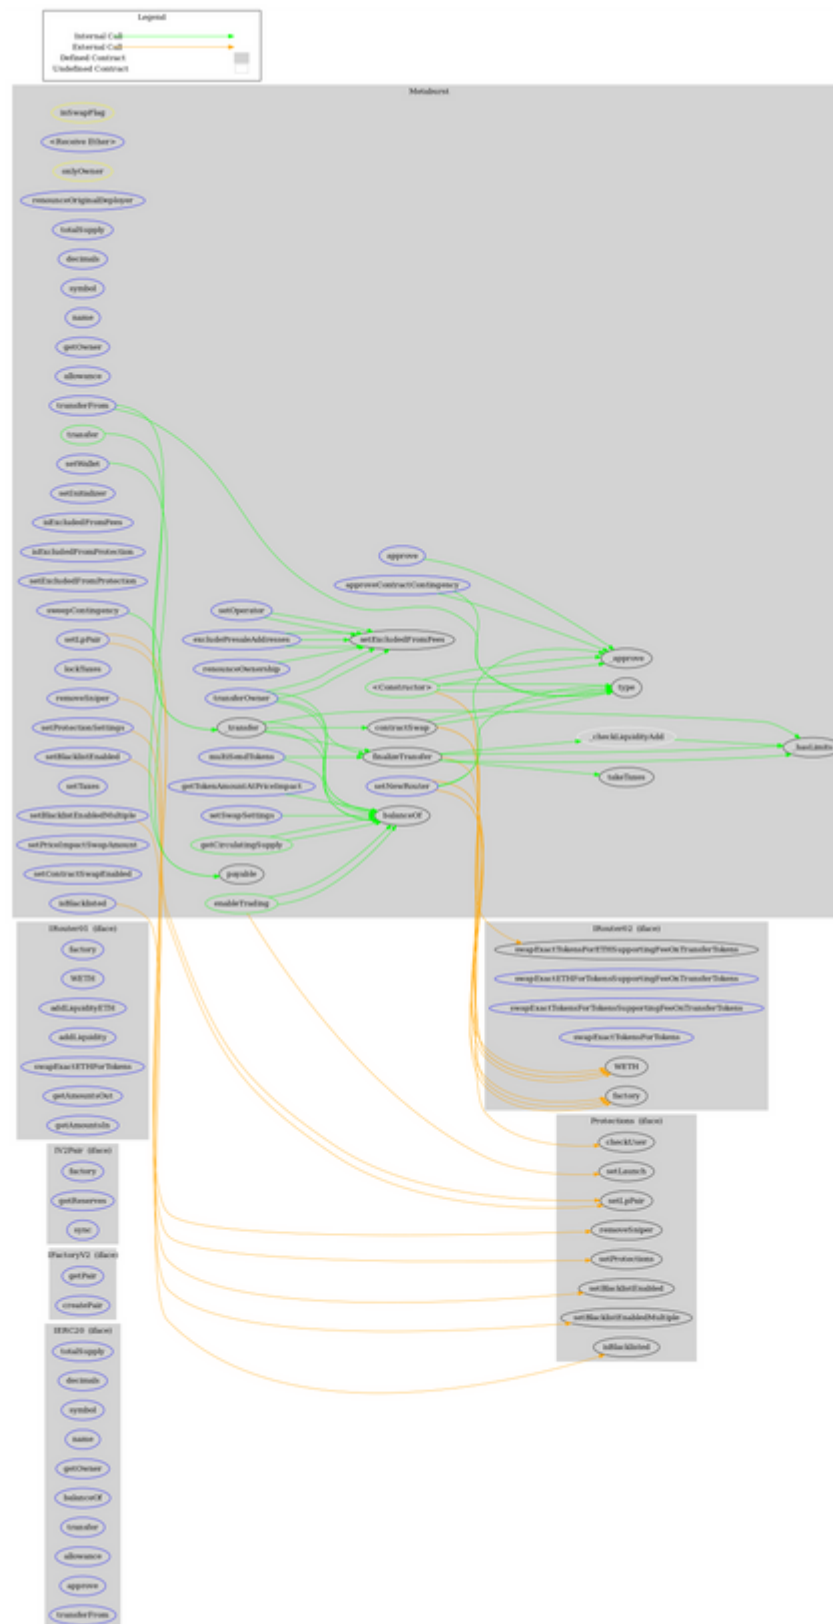 Legend
Internal Call
External Call
Defined Contract
Undefined Contract
Metaburst
inSwapFlag
<Receive Ether>
onlyOwner
renounceOriginalDeployer
totalSupply
decimals
symbol
name
getOwner
allowance
transferFrom
transfer
setWallet
setInitializer
isExcludedFromFees
isExcludedFromProtection
setExcludedFromProtection
sweepContingency
setLpPair
lockTaxes
removeSniper
setProtectionSettings
setBlacklistEnabled
setTaxes
setBlacklistEnabledMultiple
setPriceImpactSwapAmount
setContractSwapEnabled
isBlacklisted
setOperator
excludePresaleAddresses
renounceOwnership
transferOwner
_transfer
multiSendTokens
getTokenAmountAtPriceImpact
setSwapSettings
getCirculatingSupply
payable
enableTrading
approve
approveContractContingency
setExcludedFromFees
<Constructor>
contractSwap
finalizeTransfer
setNewRouter
balanceOf
_approve
type
_checkLiquidityAdd
takeTaxes
_hasLimits
IRouter01 (iface)
factory
WETH
addLiquidityETH
addLiquidity
swapExactETHForTokens
getAmountsOut
getAmountsIn
IRouter02 (iface)
swapExactTokensForETHSupportingFeeOnTransferTokens
swapExactETHForTokensSupportingFeeOnTransferTokens
swapExactTokensForTokensSupportingFeeOnTransferTokens
swapExactTokensForTokens
WETH
factory
Protections (iface)
checkUser
setLaunch
setLpPair
removeSniper
setProtections
setBlacklistEnabled
setBlacklistEnabledMultiple
isBlacklisted
IV2Pair (iface)
factory
getReserves
sync
IFactoryV2 (iface)
getPair
createPair
IERC20 (iface)
totalSupply
decimals
symbol
name
getOwner
balanceOf
transfer
allowance
approve
transferFrom